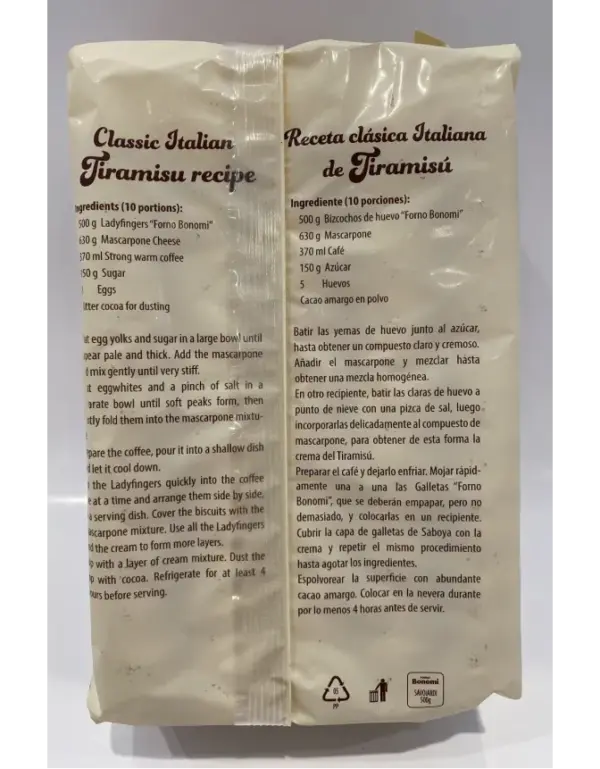 Classic Italian
Tiramisu recipe
ngredients (10 portions):
500 g Ladyfingers "Forno Bonomi"
630 g Mascarpone Cheese
370 ml Strong warm coffee
150 g Sugar
Eggs
itter cocoa for dusting
at egg yolks and sugar in a large bowl until
pear pale and thick. Add the mascarpone
d mix gently until very stiff.
at eggwhites and a pinch of salt in a
arate bowl until soft peaks form, then
tly fold them into the mascarpone mixtu-
pare the coffee, pour it into a shallow dish
d let it cool down.
the Ladyfingers quickly into the coffee
e at a time and arrange them side by side.
a serving dish. Cover the biscuits with the
ascarpone mixture. Use all the Ladyfingers
d the cream to form more layers.
p with a layer of cream mixture. Dust the
p with cocoa. Refrigerate for at least 4
urs before serving.
Receta clásica Italiana
de Tiramisú
Ingrediente (10 porciones):
500 g Bizcochos de huevo "Forno Bonomi"
630 g Mascarpone
370 ml Café
150 g Azúcar
5 Huevos
Cacao amargo en polvo
Batir las yemas de huevo junto al azúcar,
hasta obtener un compuesto claro y cremoso.
Añadir el mascarpone y mezclar hasta
obtener una mezcla homogénea.
En otro recipiente, batir las claras de huevo a
punto de nieve con una pizca de sal, luego
incorporarlas delicadamente al compuesto de
mascarpone, para obtener de esta forma la
crema del Tiramisú.
Preparar el café y dejarlo enfriar. Mojar rápid-
amente una a una las Galletas "Forno
Bonomi", que se deberán empapar, pero no
demasiado, y colocarlas en un recipiente.
Cubrir la capa de galletas de Saboya con la
crema y repetir el mismo procedimiento
hasta agotar los ingredientes.
Espolvorear la superficie con abundante
cacao amargo. Colocar en la nevera durante
por lo menos 4 horas antes de servir.
05
PP
Bonomi
SAVOIARDI
500g